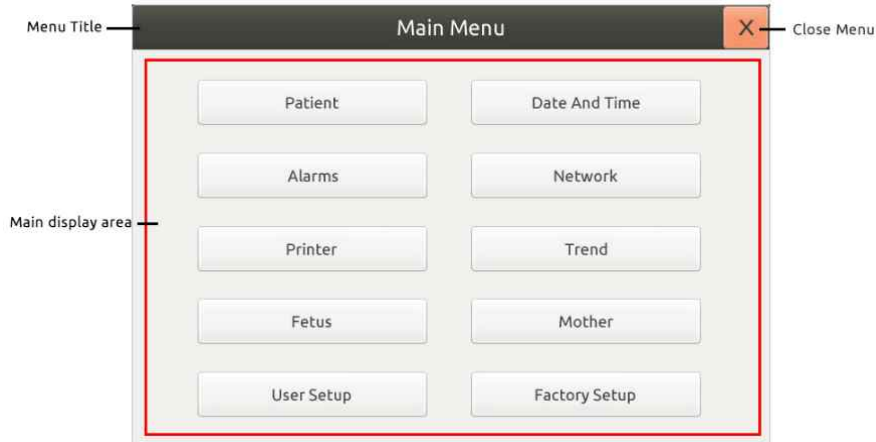 Menu Title
Main Menu
X
Close Menu
Patient
Date And Time
Alarms
Network
Main display area
Printer
Trend
Fetus
Mother
User Setup
Factory Setup